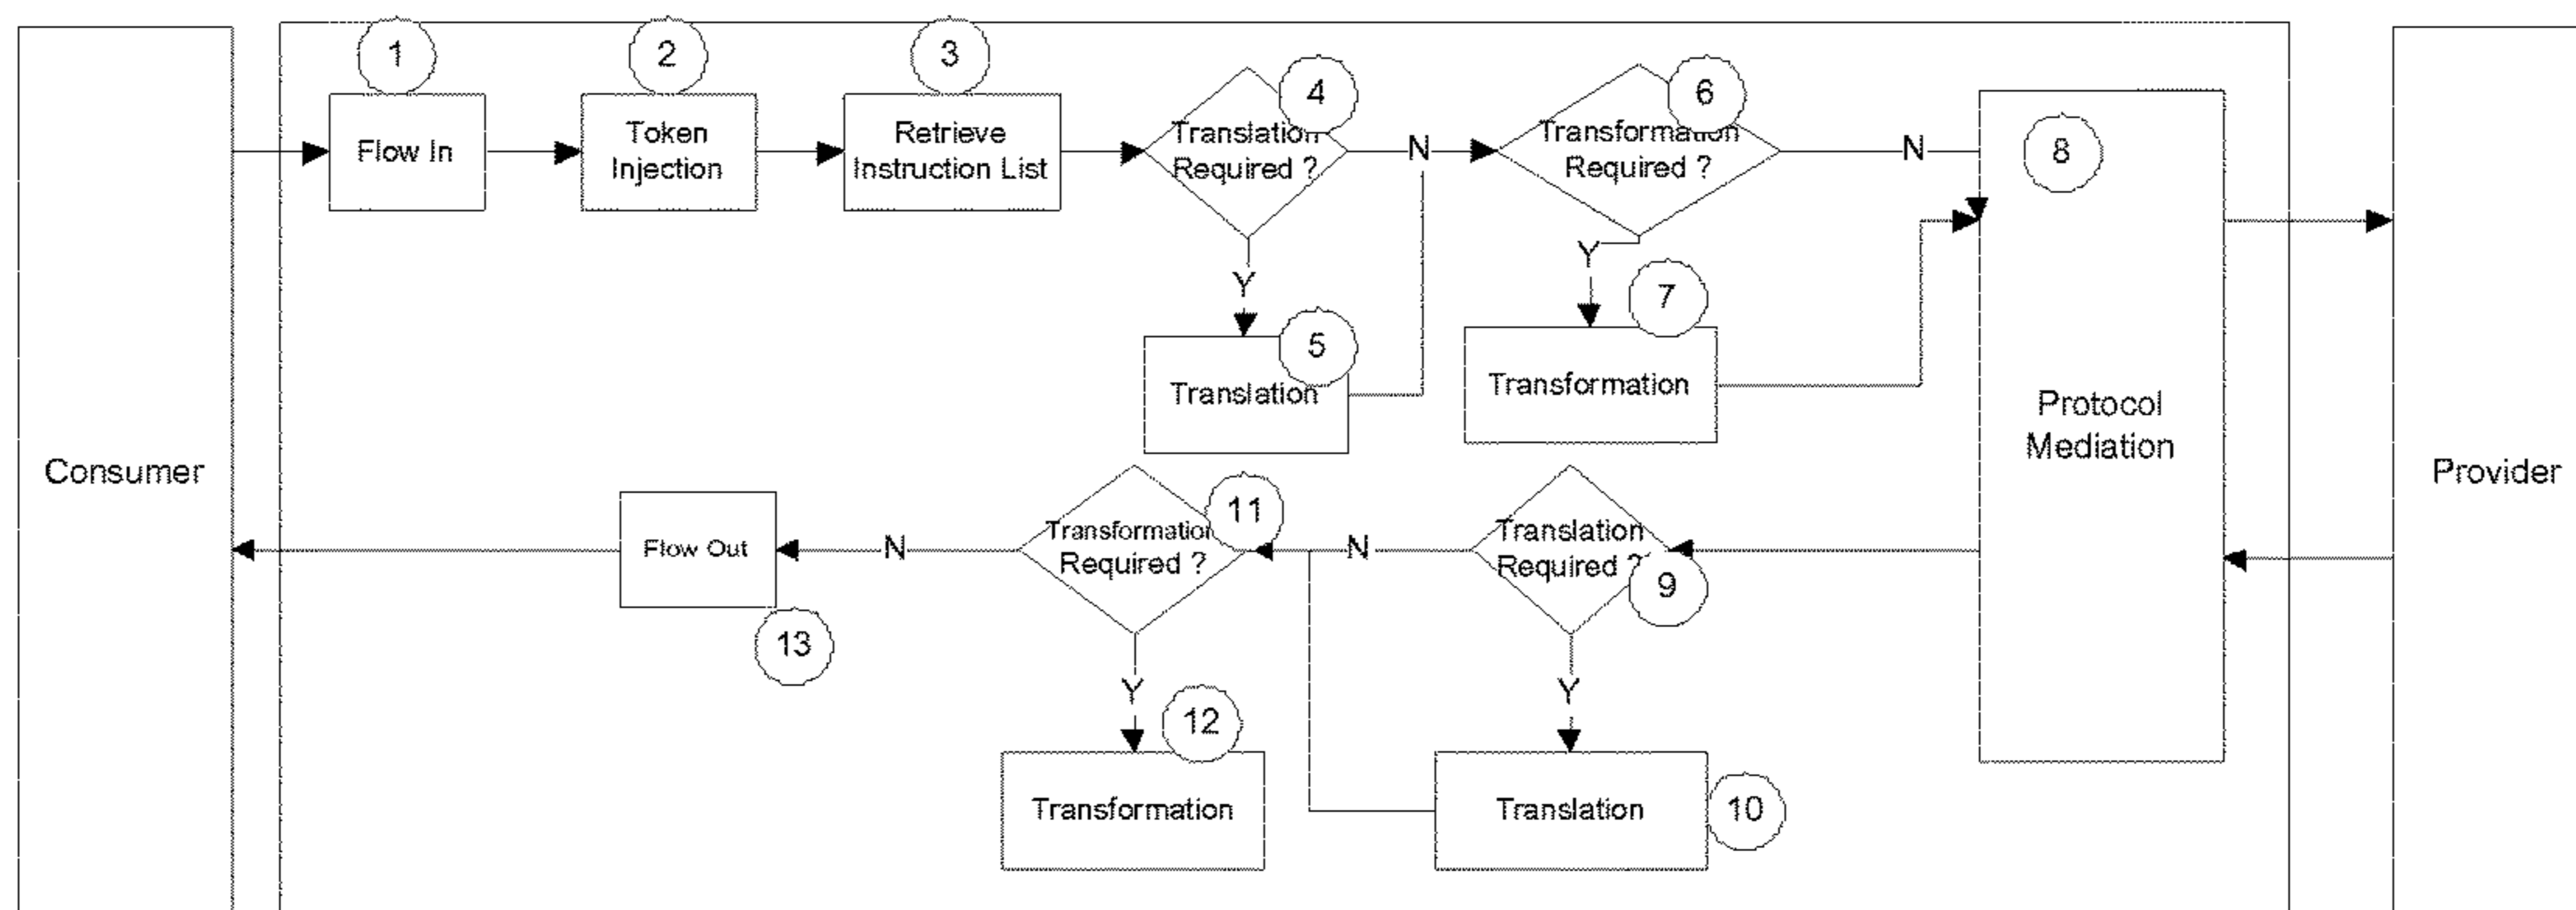 1
2
3
4
6
Flow In
Token
Injection
Retrieve
Instruction List
Translation
Required ?
N
Transformation
Required ?
N
8
Y
Y
7
5
Translation
Transformation
Protocol
Mediation
Consumer
Provider
Flow Out
N
Transformation
Required ?
11
N
Translation
Required ?
9
13
Y
Y
12
Transformation
Translation
10